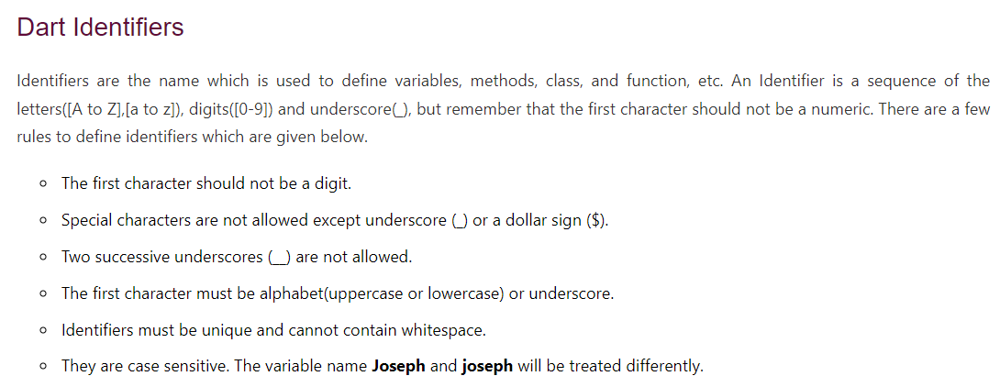 Dart Identifiers
Identifiers are the name which is used to define variables, methods, class, and function, etc. An Identifier is a sequence of the
letters([A to Z],[a to z]), digits([0-9]) and underscore(_), but remember that the first character should not be a numeric. There are a few
rules to define identifiers which are given below.
The first character should not be a digit.
Special characters are not allowed except underscore (_) or a dollar sign ($).
Two successive underscores (__) are not allowed.
The first character must be alphabet(uppercase or lowercase) or underscore.
Identifiers must be unique and cannot contain whitespace.
They are case sensitive. The variable name Joseph and joseph will be treated differently.